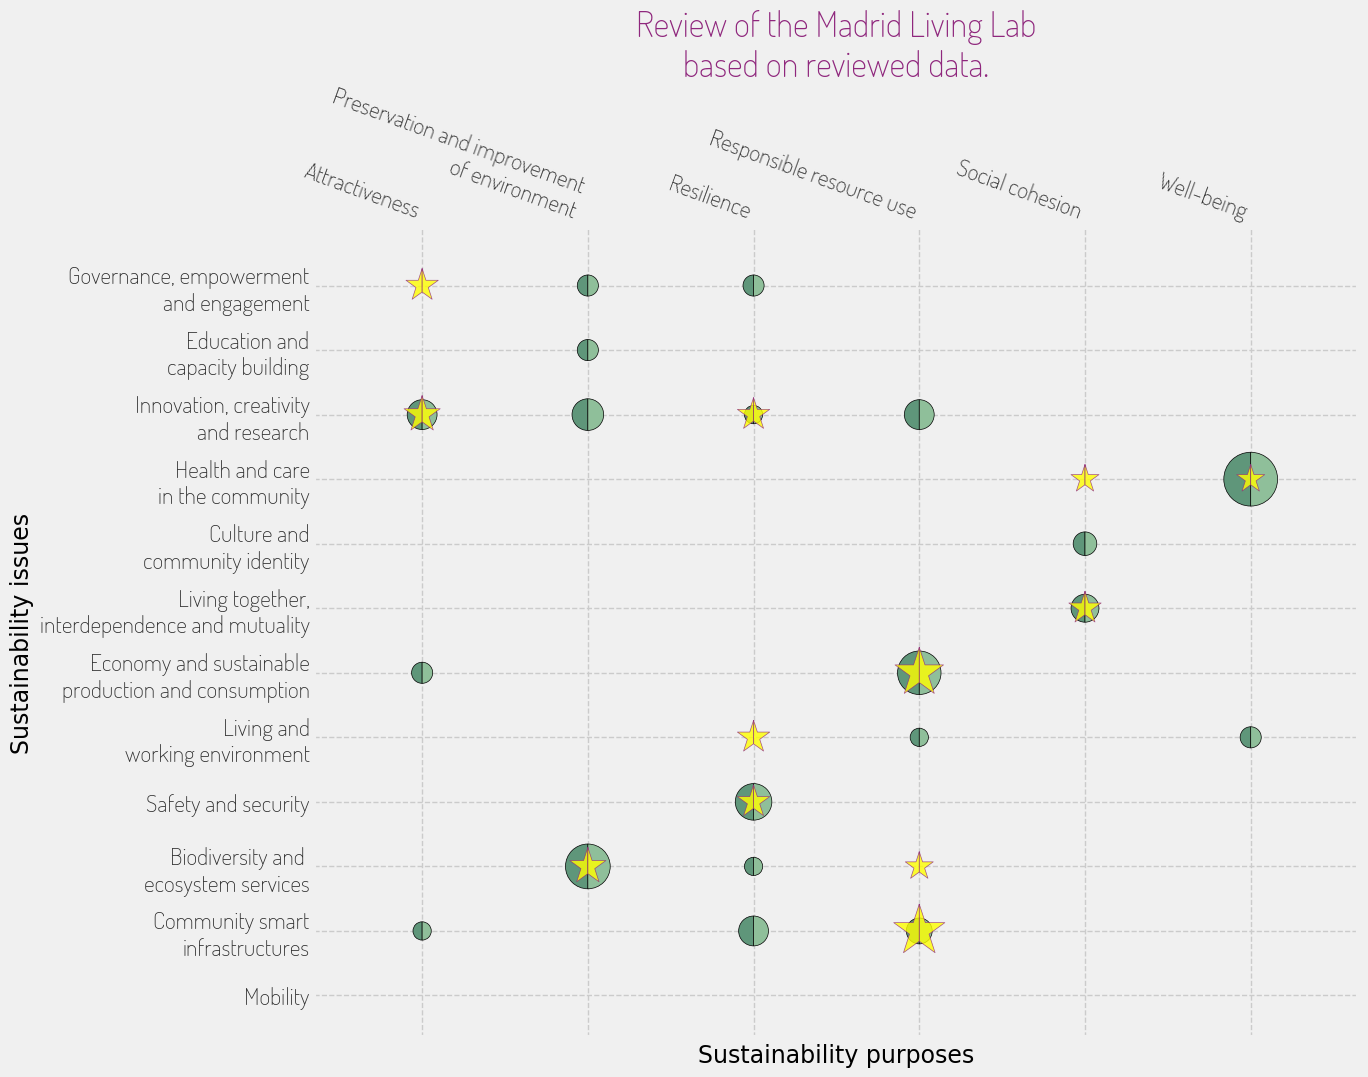 Review of the Madrid Living Lab
based on reviewed data.
Attractiveness
Preservation and improvement
of environment
Resilience
Responsible resource use
Social cohesion
Well-being
Sustainability issues
Governance, empowerment
and engagement
Education and
capacity building
Innovation, creativity
and research
Health and care
in the community
Culture and
community identity
Living together,
interdependence and mutuality
Economy and sustainable
production and consumption
Living and
working environment
Safety and security
Biodiversity and
ecosystem services
Community smart
infrastructures
Mobility
Sustainability purposes